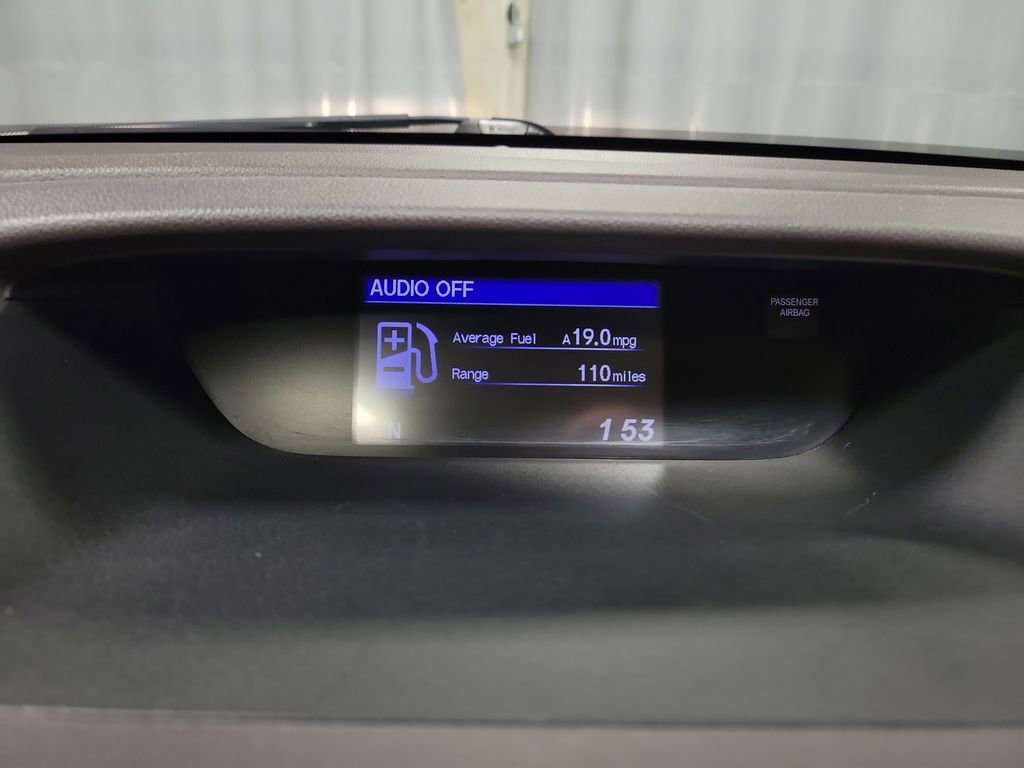 AUDIO OFF
PASSENGER
AIRBAG
Average Fuel A19.0mpg
Range 110miles
N 1 53